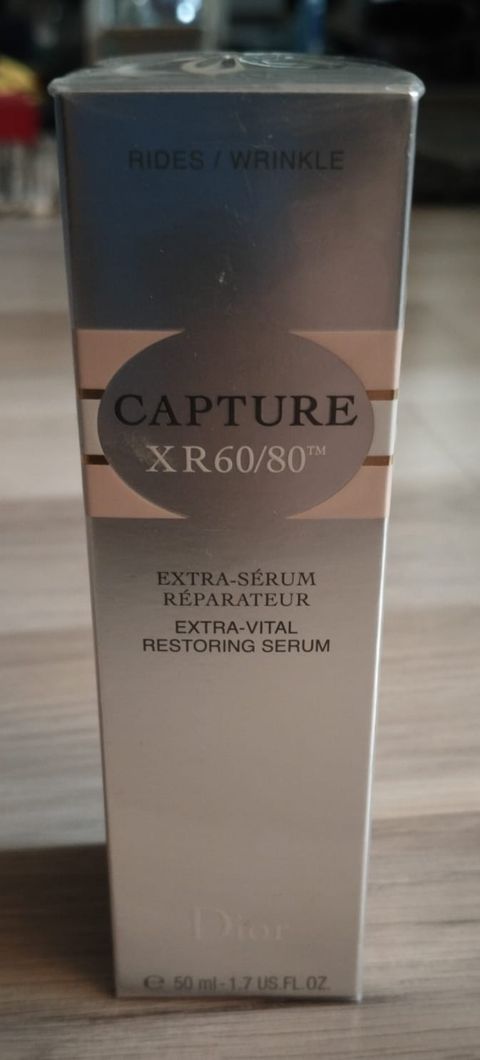 RIDES / WRINKLE
CAPTURE
XR60/80™
EXTRA-SÉRUM
RÉPARATEUR
EXTRA-VITAL
RESTORING SERUM
Dior
℮ 50 ml - 1.7 US.FL.OZ.